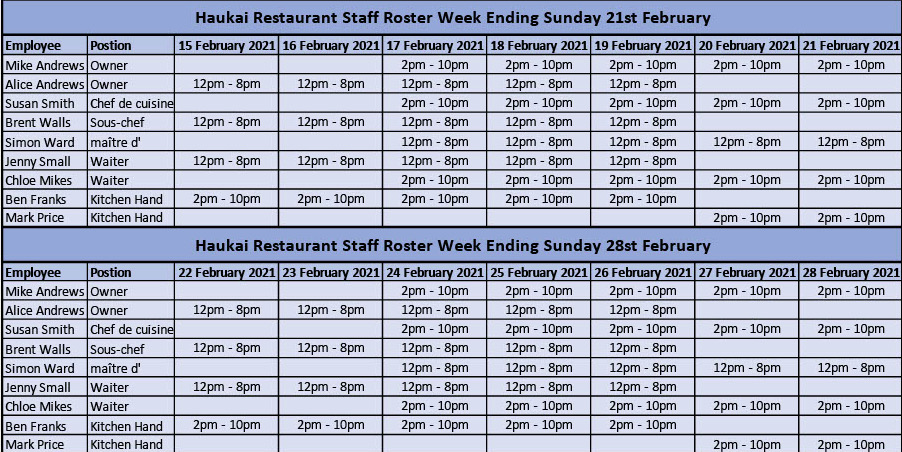 Haukai Restaurant Staff Roster Week Ending Sunday 21st February
Employee Postion 15 February 2021 16 February 2021 17 February 2021 18 February 2021 19 February 2021 20 February 2021 21 February 2021
Mike Andrews Owner 2pm - 10pm 2pm - 10pm 2pm - 10pm 2pm - 10pm 2pm - 10pm
Alice Andrews Owner 12pm - 8pm 12pm - 8pm 12pm - 8pm 12pm - 8pm 12pm - 8pm
Susan Smith Chef de cuisine 2pm - 10pm 2pm - 10pm 2pm - 10pm 2pm - 10pm 2pm - 10pm
Brent Walls Sous-chef 12pm - 8pm 12pm - 8pm 12pm - 8pm 12pm - 8pm 12pm - 8pm
Simon Ward maître d' 12pm - 8pm 12pm - 8pm 12pm - 8pm 12pm - 8pm 12pm - 8pm
Jenny Small Waiter 12pm - 8pm 12pm - 8pm 12pm - 8pm 12pm - 8pm 12pm - 8pm
Chloe Mikes Waiter 2pm - 10pm 2pm - 10pm 2pm - 10pm 2pm - 10pm 2pm - 10pm
Ben Franks Kitchen Hand 2pm - 10pm 2pm - 10pm 2pm - 10pm 2pm - 10pm 2pm - 10pm
Mark Price Kitchen Hand 2pm - 10pm 2pm - 10pm
Haukai Restaurant Staff Roster Week Ending Sunday 28st February
Employee Postion 22 February 2021 23 February 2021 24 February 2021 25 February 2021 26 February 2021 27 February 2021 28 February 2021
Mike Andrews Owner 2pm - 10pm 2pm - 10pm 2pm - 10pm 2pm - 10pm 2pm - 10pm
Alice Andrews Owner 12pm - 8pm 12pm - 8pm 12pm - 8pm 12pm - 8pm 12pm - 8pm
Susan Smith Chef de cuisine 2pm - 10pm 2pm - 10pm 2pm - 10pm 2pm - 10pm 2pm - 10pm
Brent Walls Sous-chef 12pm - 8pm 12pm - 8pm 12pm - 8pm 12pm - 8pm 12pm - 8pm
Simon Ward maître d' 12pm - 8pm 12pm - 8pm 12pm - 8pm 12pm - 8pm 12pm - 8pm
Jenny Small Waiter 12pm - 8pm 12pm - 8pm 12pm - 8pm 12pm - 8pm 12pm - 8pm
Chloe Mikes Waiter 2pm - 10pm 2pm - 10pm 2pm - 10pm 2pm - 10pm 2pm - 10pm
Ben Franks Kitchen Hand 2pm - 10pm 2pm - 10pm 2pm - 10pm 2pm - 10pm 2pm - 10pm
Mark Price Kitchen Hand 2pm - 10pm 2pm - 10pm